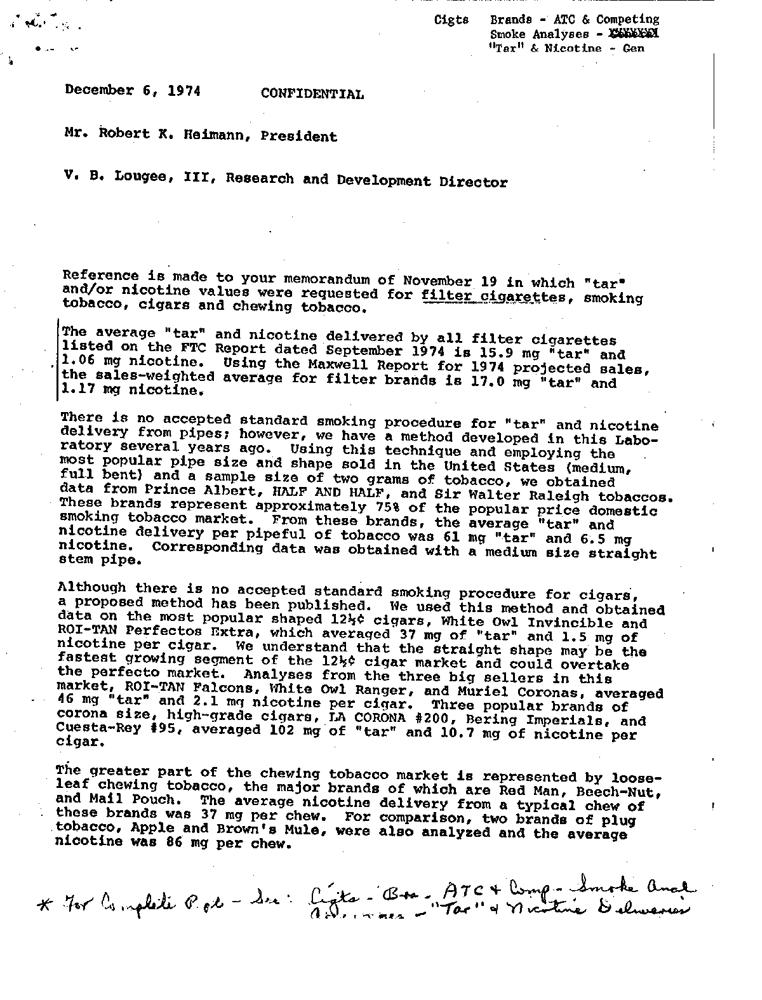 Cigts Brands - ATC & Competing
Smoke Analyses -
"Tar" & Nicotine - Gen
December 6, 1974 CONFIDENTIAL
Mr. Robert K. Heimann, President
V. B. Lougee, III, Research and Development Director
Reference is made to your memorandum of November 19 in which "tar"
and/or nicotine values were requested for filter cigarettes, smoking
tobacco, cigars and chewing tobacco.
The average "tar" and nicotine delivered by all filter cigarettes
listed on the FTC Report dated September 1974 is 15.9 mg "tar" and
1.06 mg nicotine. Using the Maxwell Report for 1974 projected sales,
the sales-weighted average for filter brands is 17.0 mg "tar" and
1.17 mg nicotine.
There is no accepted standard smoking procedure for "tar" and nicotine
delivery from pipes; however, we have a method developed in this Labo-
ratory several years ago. Using this technique and employing the
most popular pipe size and shape sold in the United States (medium,
full bent) and a sample size of two grams of tobacco, we obtained
data from Prince Albert, HALF AND HALF, and Sir Walter Raleigh tobaccos.
These brands represent approximately 75% of the popular price domestic
smoking tobacco market. From these brands, the average "tar" and
nicotine delivery per pipeful of tobacco was 61 mg "tar" and 6.5 mg
nicotine. Corresponding data was obtained with a medium size straight
stem pipe.
Although there is no accepted standard smoking procedure for cigars,
a proposed method has been published. We used this method and obtained
data on the most popular shaped 12½¢ cigars, White Owl Invincible and
ROI-TAN Perfectos Extra, which averaged 37 mg of "tar" and 1.5 mg of
nicotine per cigar. We understand that the straight shape may be the
fastest growing segment of the 12½¢ cigar market and could overtake
the perfecto market. Analyses from the three big sellers in this
market, ROI-TAN Falcons, White Owl Ranger, and Muriel Coronas, averaged
46 mg "tar" and 2.1 mg nicotine per cigar. Three popular brands of
corona size, high-grade cigars, LA CORONA #200, Bering Imperials, and
Cuesta-Rey #95, averaged 102 mg of "tar" and 10.7 mg of nicotine per
cigar.
The greater part of the chewing tobacco market is represented by loose-
leaf chewing tobacco, the major brands of which are Red Man, Beech-Nut,
and Mail Pouch. The average nicotine delivery from a typical chew of
these brands was 37 mg per chew. For comparison, two brands of plug
tobacco, Apple and Brown's Mule, were also analyzed and the average
nicotine was 86 mg per chew.
* For Complete - See: Cigts - ATC & Comp - Smoke Anal
- "Tar" & Nicotine Deliveries